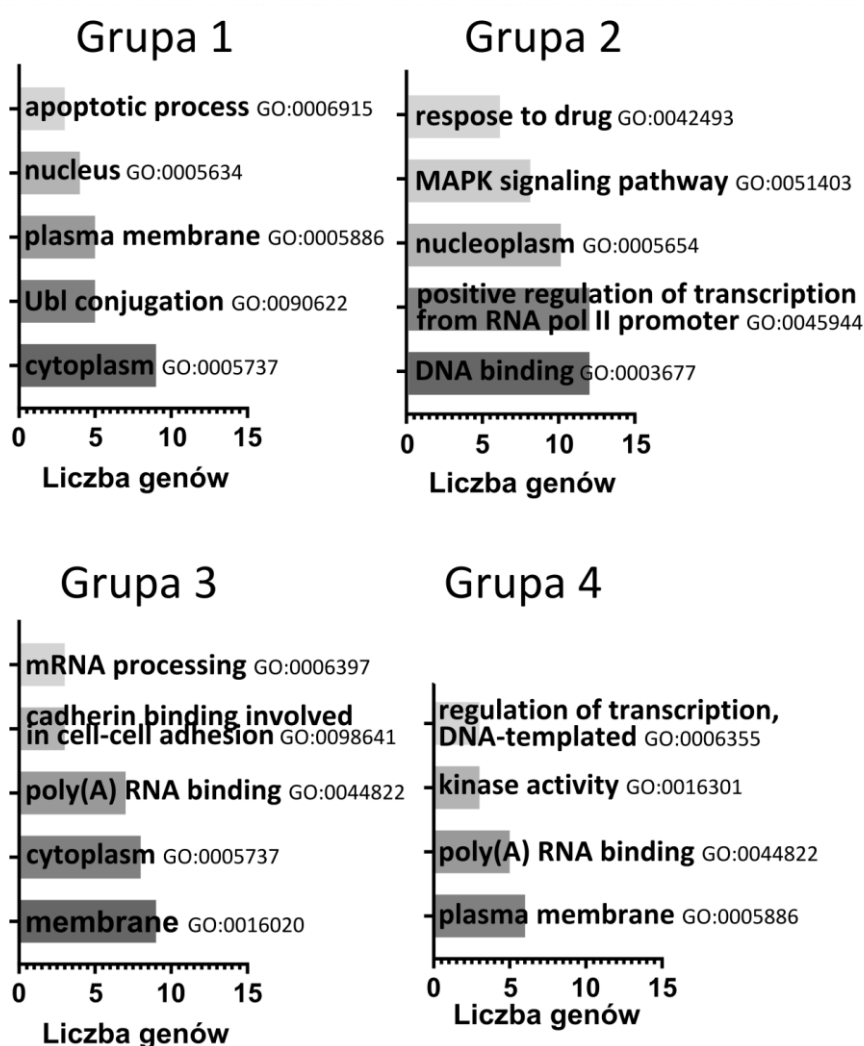 Grupa 1
apoptotic process GO:0006915
nucleus GO:0005634
plasma membrane GO:0005886
Ubl conjugation GO:0090622
cytoplasm GO:0005737
0 5 10 15
Liczba genów
Grupa 2
respose to drug GO:0042493
MAPK signaling pathway GO:0051403
nucleoplasm GO:0005654
positive regulation of transcription
from RNA pol II promoter GO:0045944
DNA binding GO:0003677
0 5 10 15
Liczba genów
Grupa 3
mRNA processing GO:0006397
cadherin binding involved
in cell-cell adhesion GO:0098641
poly(A) RNA binding GO:0044822
cytoplasm GO:0005737
membrane GO:0016020
0 5 10 15
Liczba genów
Grupa 4
regulation of transcription,
DNA-templated GO:0006355
kinase activity GO:0016301
poly(A) RNA binding GO:0044822
plasma membrane GO:0005886
0 5 10 15
Liczba genów